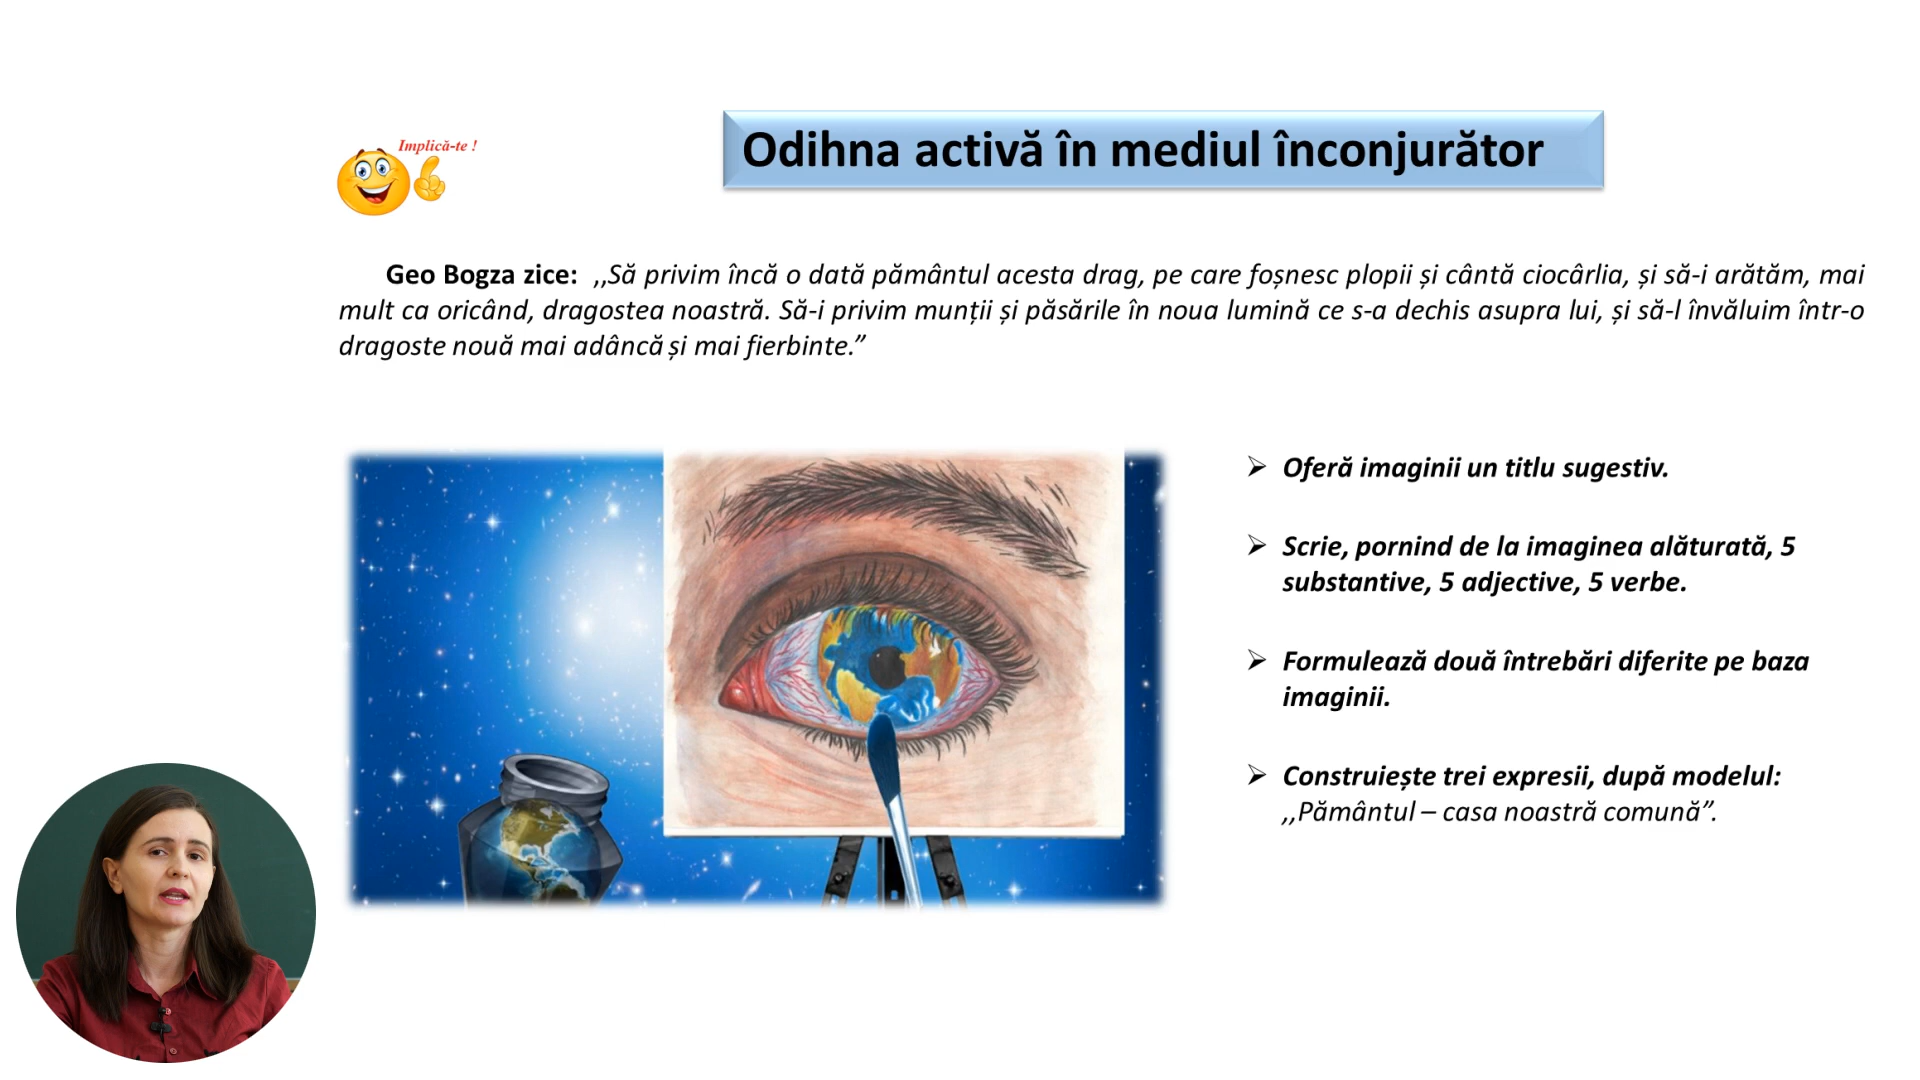 Implică-te !
Odihna activă în mediul înconjurător
Geo Bogza zice: ,,Să privim încă o dată pământul acesta drag, pe care foșnesc plopii și cântă ciocârlia, și să-i arătăm, mai
mult ca oricând, dragostea noastră. Să-i privim munții și păsările în noua lumină ce s-a dechis asupra lui, și să-l învăluim într-o
dragoste nouă mai adâncă și mai fierbinte.”
➢ Oferă imaginii un titlu sugestiv.
➢ Scrie, pornind de la imaginea alăturată, 5
substantive, 5 adjective, 5 verbe.
➢ Formulează două întrebări diferite pe baza
imaginii.
➢ Construiește trei expresii, după modelul:
,,Pământul – casa noastră comună”.